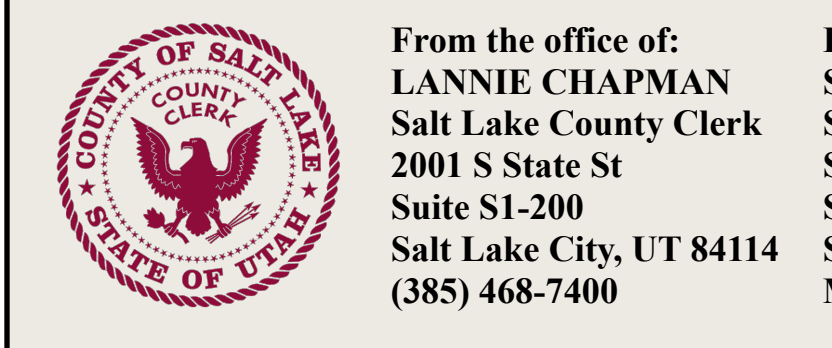 COUNTY OF SALT LAKE
COUNTY
CLERK
STATE OF UTAH
From the office of:
LANNIE CHAPMAN
Salt Lake County Clerk
2001 S State St
Suite S1-200
Salt Lake City, UT 84114
(385) 468-7400